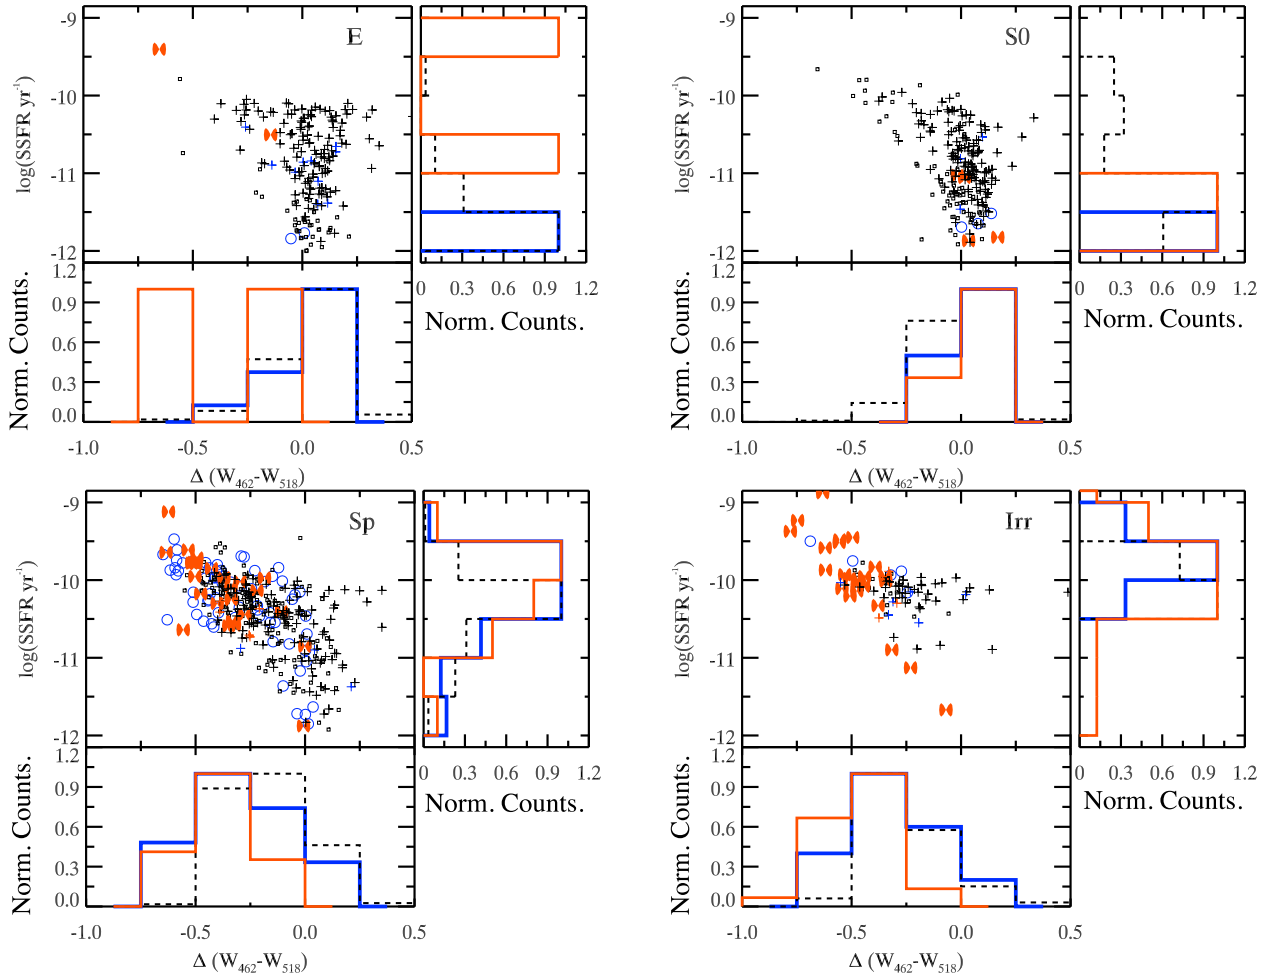 E
-9
-10
-11
-12
log(SSFR yr⁻¹)
0 0.3 0.6 0.9 1.2
Norm. Counts.
1.2
0.9
0.6
0.3
0.0
Norm. Counts.
-1.0 -0.5 0.0 0.5
Δ (W₄₆₂-W₅₁₈)
S0
-9
-10
-11
-12
log(SSFR yr⁻¹)
0 0.3 0.6 0.9 1.2
Norm. Counts.
1.2
0.9
0.6
0.3
0.0
Norm. Counts.
-1.0 -0.5 0.0 0.5
Δ (W₄₆₂-W₅₁₈)
Sp
-9
-10
-11
-12
log(SSFR yr⁻¹)
0 0.3 0.6 0.9 1.2
Norm. Counts.
1.2
0.9
0.6
0.3
0.0
Norm. Counts.
-1.0 -0.5 0.0 0.5
Δ (W₄₆₂-W₅₁₈)
Irr
-9
-10
-11
-12
log(SSFR yr⁻¹)
0 0.3 0.6 0.9 1.2
Norm. Counts.
1.2
0.9
0.6
0.3
0.0
Norm. Counts.
-1.0 -0.5 0.0 0.5
Δ (W₄₆₂-W₅₁₈)